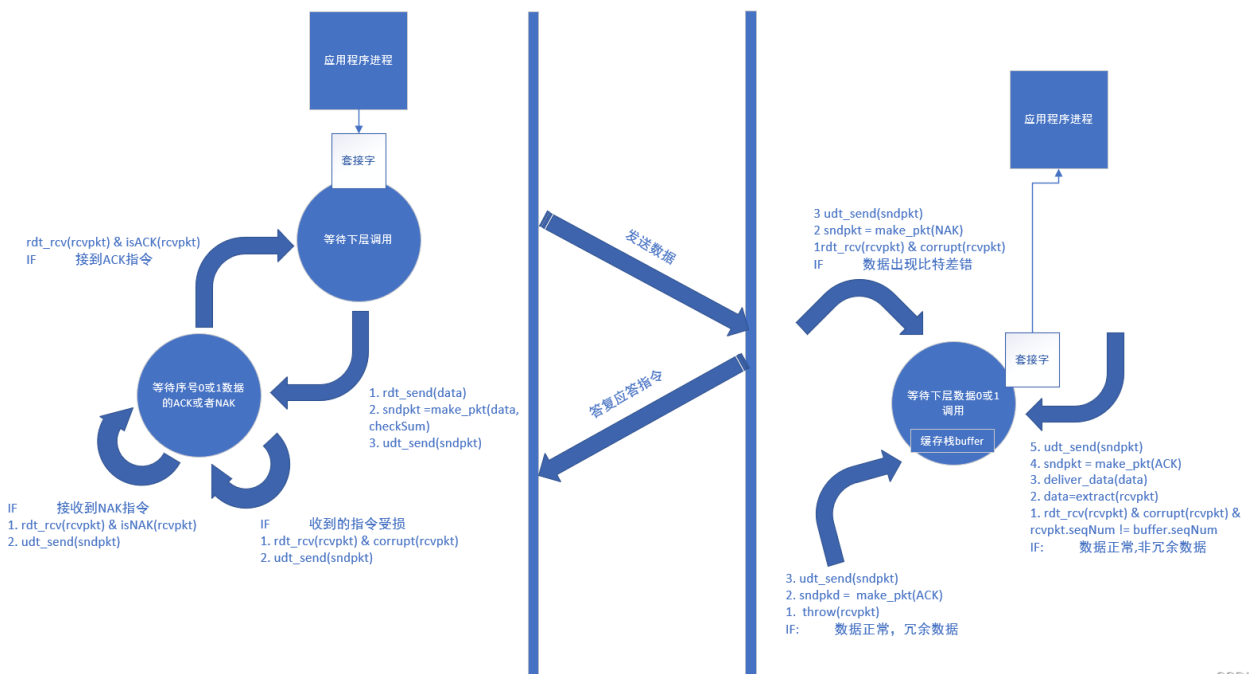 应用程序进程
套接字
等待下层调用
rdt_rcv(rcvpkt) & isACK(rcvpkt)
IF 接到ACK指令
等待序号0或1数据
的ACK或者NAK
1. rdt_send(data)
2. sndpkt =make_pkt(data,
checkSum)
3. udt_send(sndpkt)
IF 接收到NAK指令
1. rdt_rcv(rcvpkt) & isNAK(rcvpkt)
2. udt_send(sndpkt)
IF 收到的指令受损
1. rdt_rcv(rcvpkt) & corrupt(rcvpkt)
2. udt_send(sndpkt)
发送数据
答复应答指令
应用程序进程
3 udt_send(sndpkt)
2 sndpkt = make_pkt(NAK)
1rdt_rcv(rcvpkt) & corrupt(rcvpkt)
IF 数据出现比特差错
套接字
等待下层数据0或1
调用
缓存栈buffer
5. udt_send(sndpkt)
4. sndpkt = make_pkt(ACK)
3. deliver_data(data)
2. data=extract(rcvpkt)
1. rdt_rcv(rcvpkt) & corrupt(rcvpkt) &
rcvpkt.seqNum != buffer.seqNum
IF: 数据正常,非冗余数据
3. udt_send(sndpkt)
2. sndpkd = make_pkt(ACK)
1. throw(rcvpkt)
IF: 数据正常，冗余数据